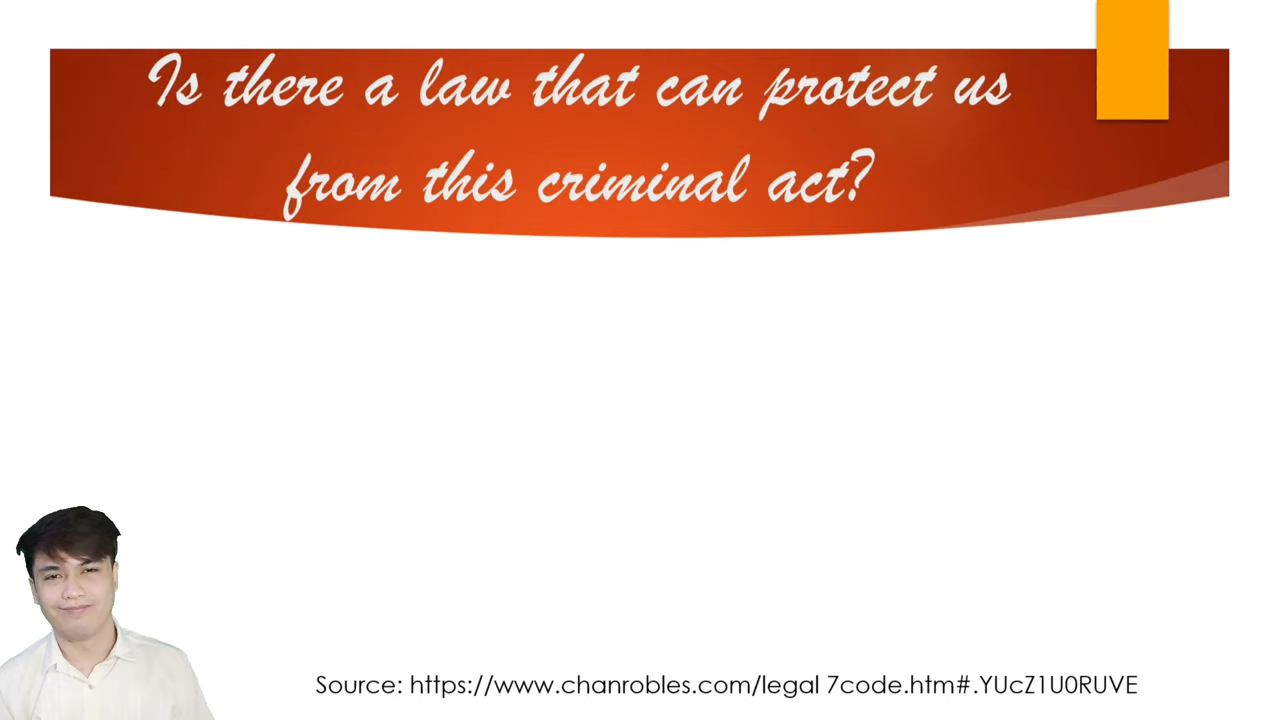 Is there a law that can protect us
from this criminal act?
Source: https://www.chanrobles.com/legal 7code.htm#.YUcZ1U0RUVE